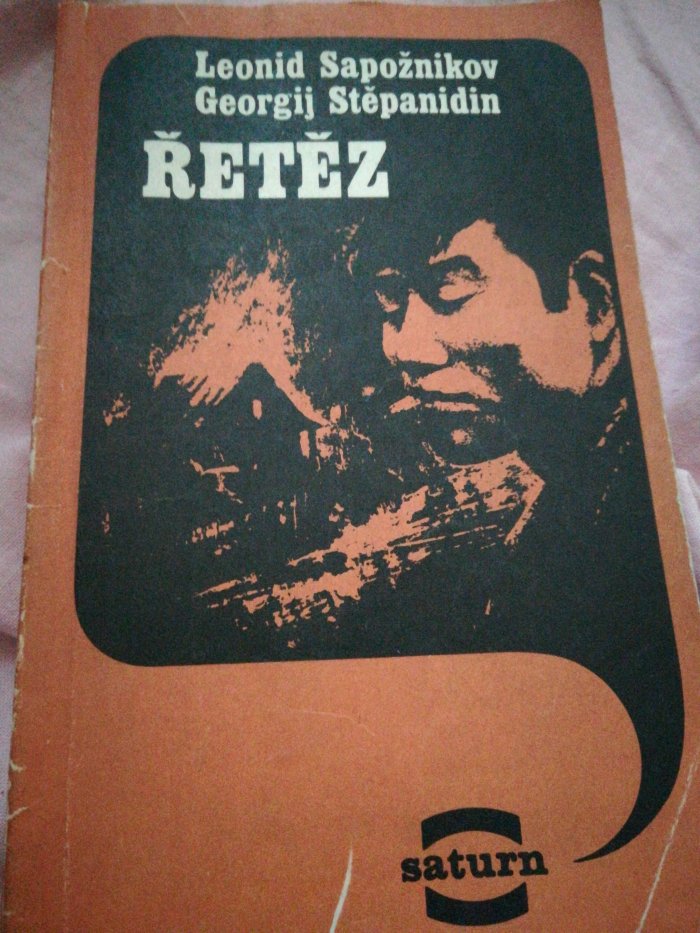 Leonid Sapožnikov
Georgij Stěpanidin
ŘETĚZ
saturn